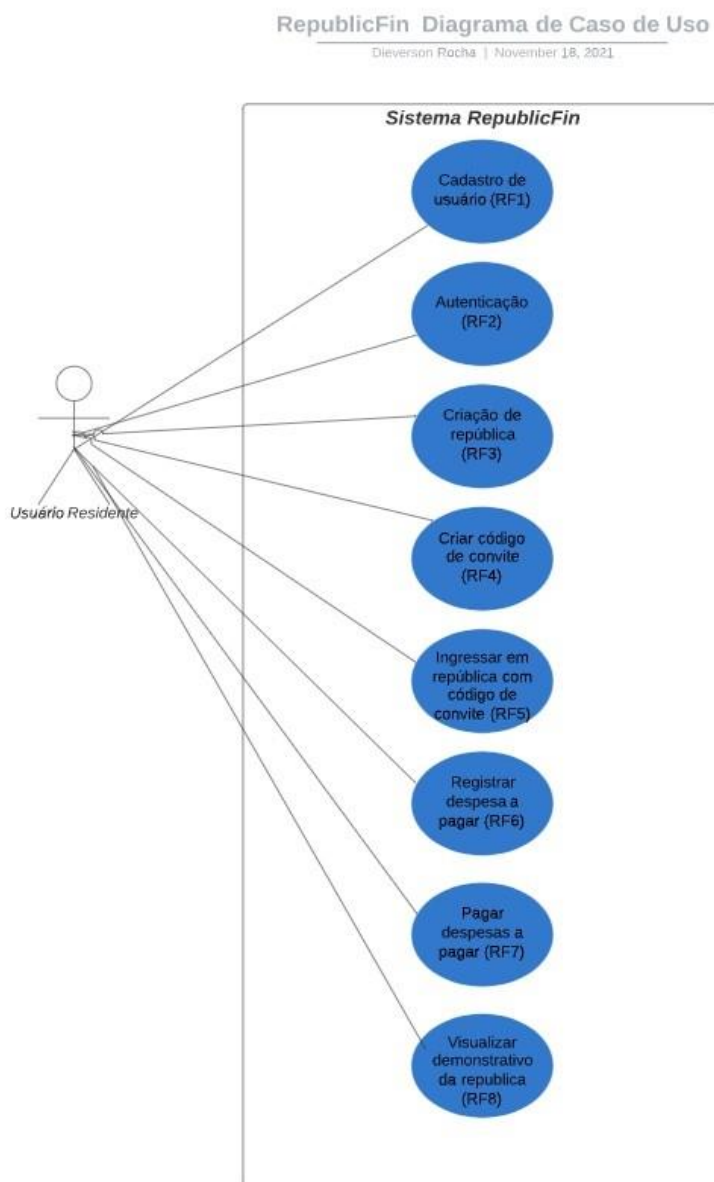 RepublicFin Diagrama de Caso de Uso
Dieverson Rocha | November 18, 2021
Sistema RepublicFin
Cadastro de
usuário (RF1)
Autenticação
(RF2)
Criação de
república
(RF3)
Usuário Residente
Criar código
de convite
(RF4)
Ingressar em
república com
código de
convite (RF5)
Registrar
despesa a
pagar (RF6)
Pagar
despesas a
pagar (RF7)
Visualizar
demonstrativo
da republica
(RF8)